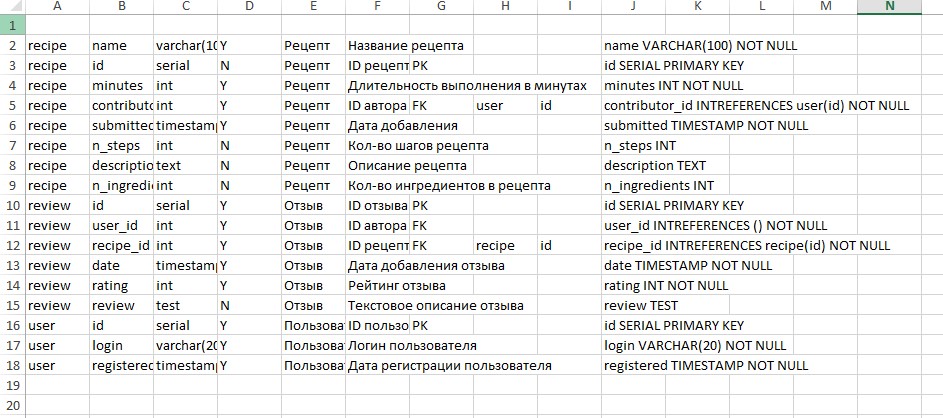 A B C D E F G H I J K L M N
1
2 recipe name varchar(10 Y Рецепт Название рецепта name VARCHAR(100) NOT NULL
3 recipe id serial N Рецепт ID рецепт PK id SERIAL PRIMARY KEY
4 recipe minutes int Y Рецепт Длительность выполнения в минутах minutes INT NOT NULL
5 recipe contributo int Y Рецепт ID автора FK user id contributor_id INTREFERENCES user(id) NOT NULL
6 recipe submitted timestamp Y Рецепт Дата добавления submitted TIMESTAMP NOT NULL
7 recipe n_steps int N Рецепт Кол-во шагов рецепта n_steps INT
8 recipe descriptio text N Рецепт Описание рецепта description TEXT
9 recipe n_ingredi int N Рецепт Кол-во ингредиентов в рецепта n_ingredients INT
10 review id serial Y Отзыв ID отзыва PK id SERIAL PRIMARY KEY
11 review user_id int Y Отзыв ID автора FK user_id INTREFERENCES () NOT NULL
12 review recipe_id int Y Отзыв ID рецепт FK recipe id recipe_id INTREFERENCES recipe(id) NOT NULL
13 review date timestamp Y Отзыв Дата добавления отзыва date TIMESTAMP NOT NULL
14 review rating int Y Отзыв Рейтинг отзыва rating INT NOT NULL
15 review review test N Отзыв Текстовое описание отзыва review TEST
16 user id serial Y Пользова ID пользо PK id SERIAL PRIMARY KEY
17 user login varchar(20 Y Пользова Логин пользователя login VARCHAR(20) NOT NULL
18 user registered timestamp Y Пользова Дата регистрации пользователя registered TIMESTAMP NOT NULL
19
20